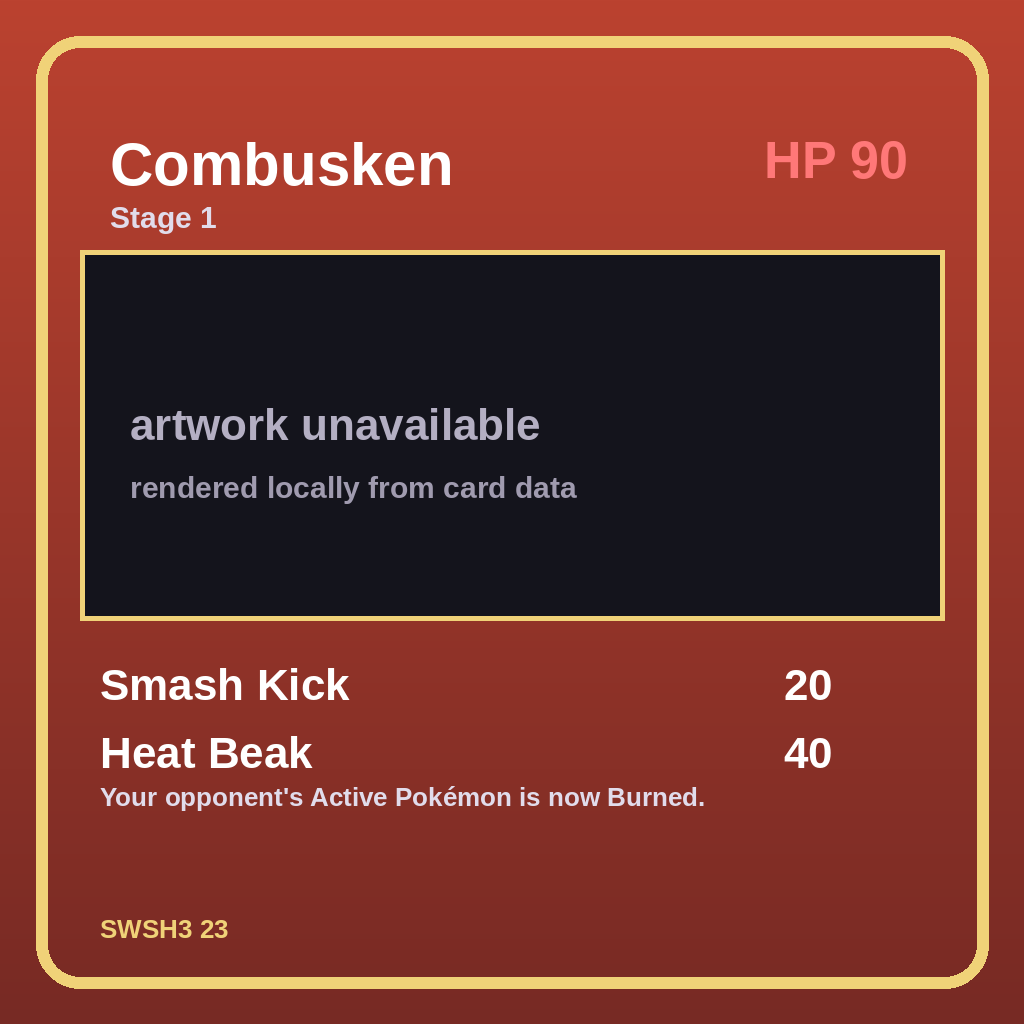 Combusken
HP 90
Stage 1
artwork unavailable
rendered locally from card data
Smash Kick 20
Heat Beak 40
Your opponent's Active Pokémon is now Burned.
SWSH3 23